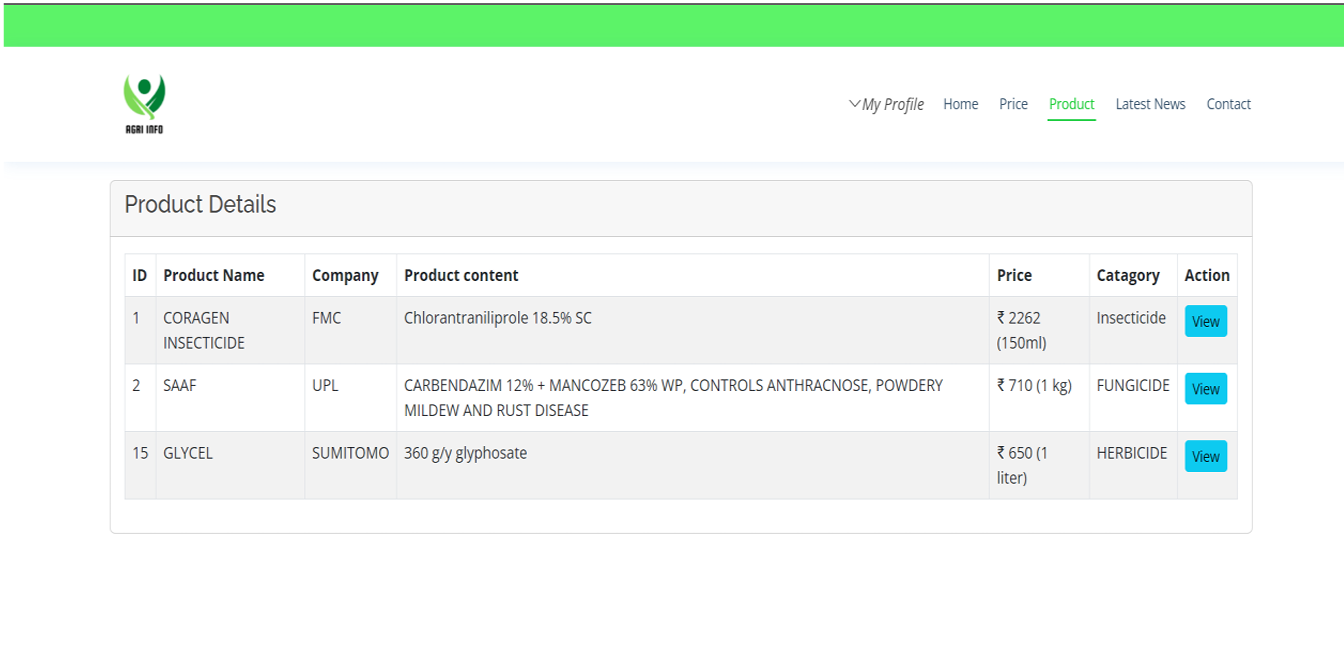 AGRI INFO
My Profile Home Price Product Latest News Contact
Product Details
ID Product Name Company Product content Price Catagory Action
1 CORAGEN FMC Chlorantraniliprole 18.5% SC ₹ 2262 Insecticide View
INSECTICIDE (150ml)
2 SAAF UPL CARBENDAZIM 12% + MANCOZEB 63% WP, CONTROLS ANTHRACNOSE, POWDERY ₹ 710 (1 kg) FUNGICIDE View
MILDEW AND RUST DISEASE
15 GLYCEL SUMITOMO 360 g/y glyphosate ₹ 650 (1 HERBICIDE View
liter)